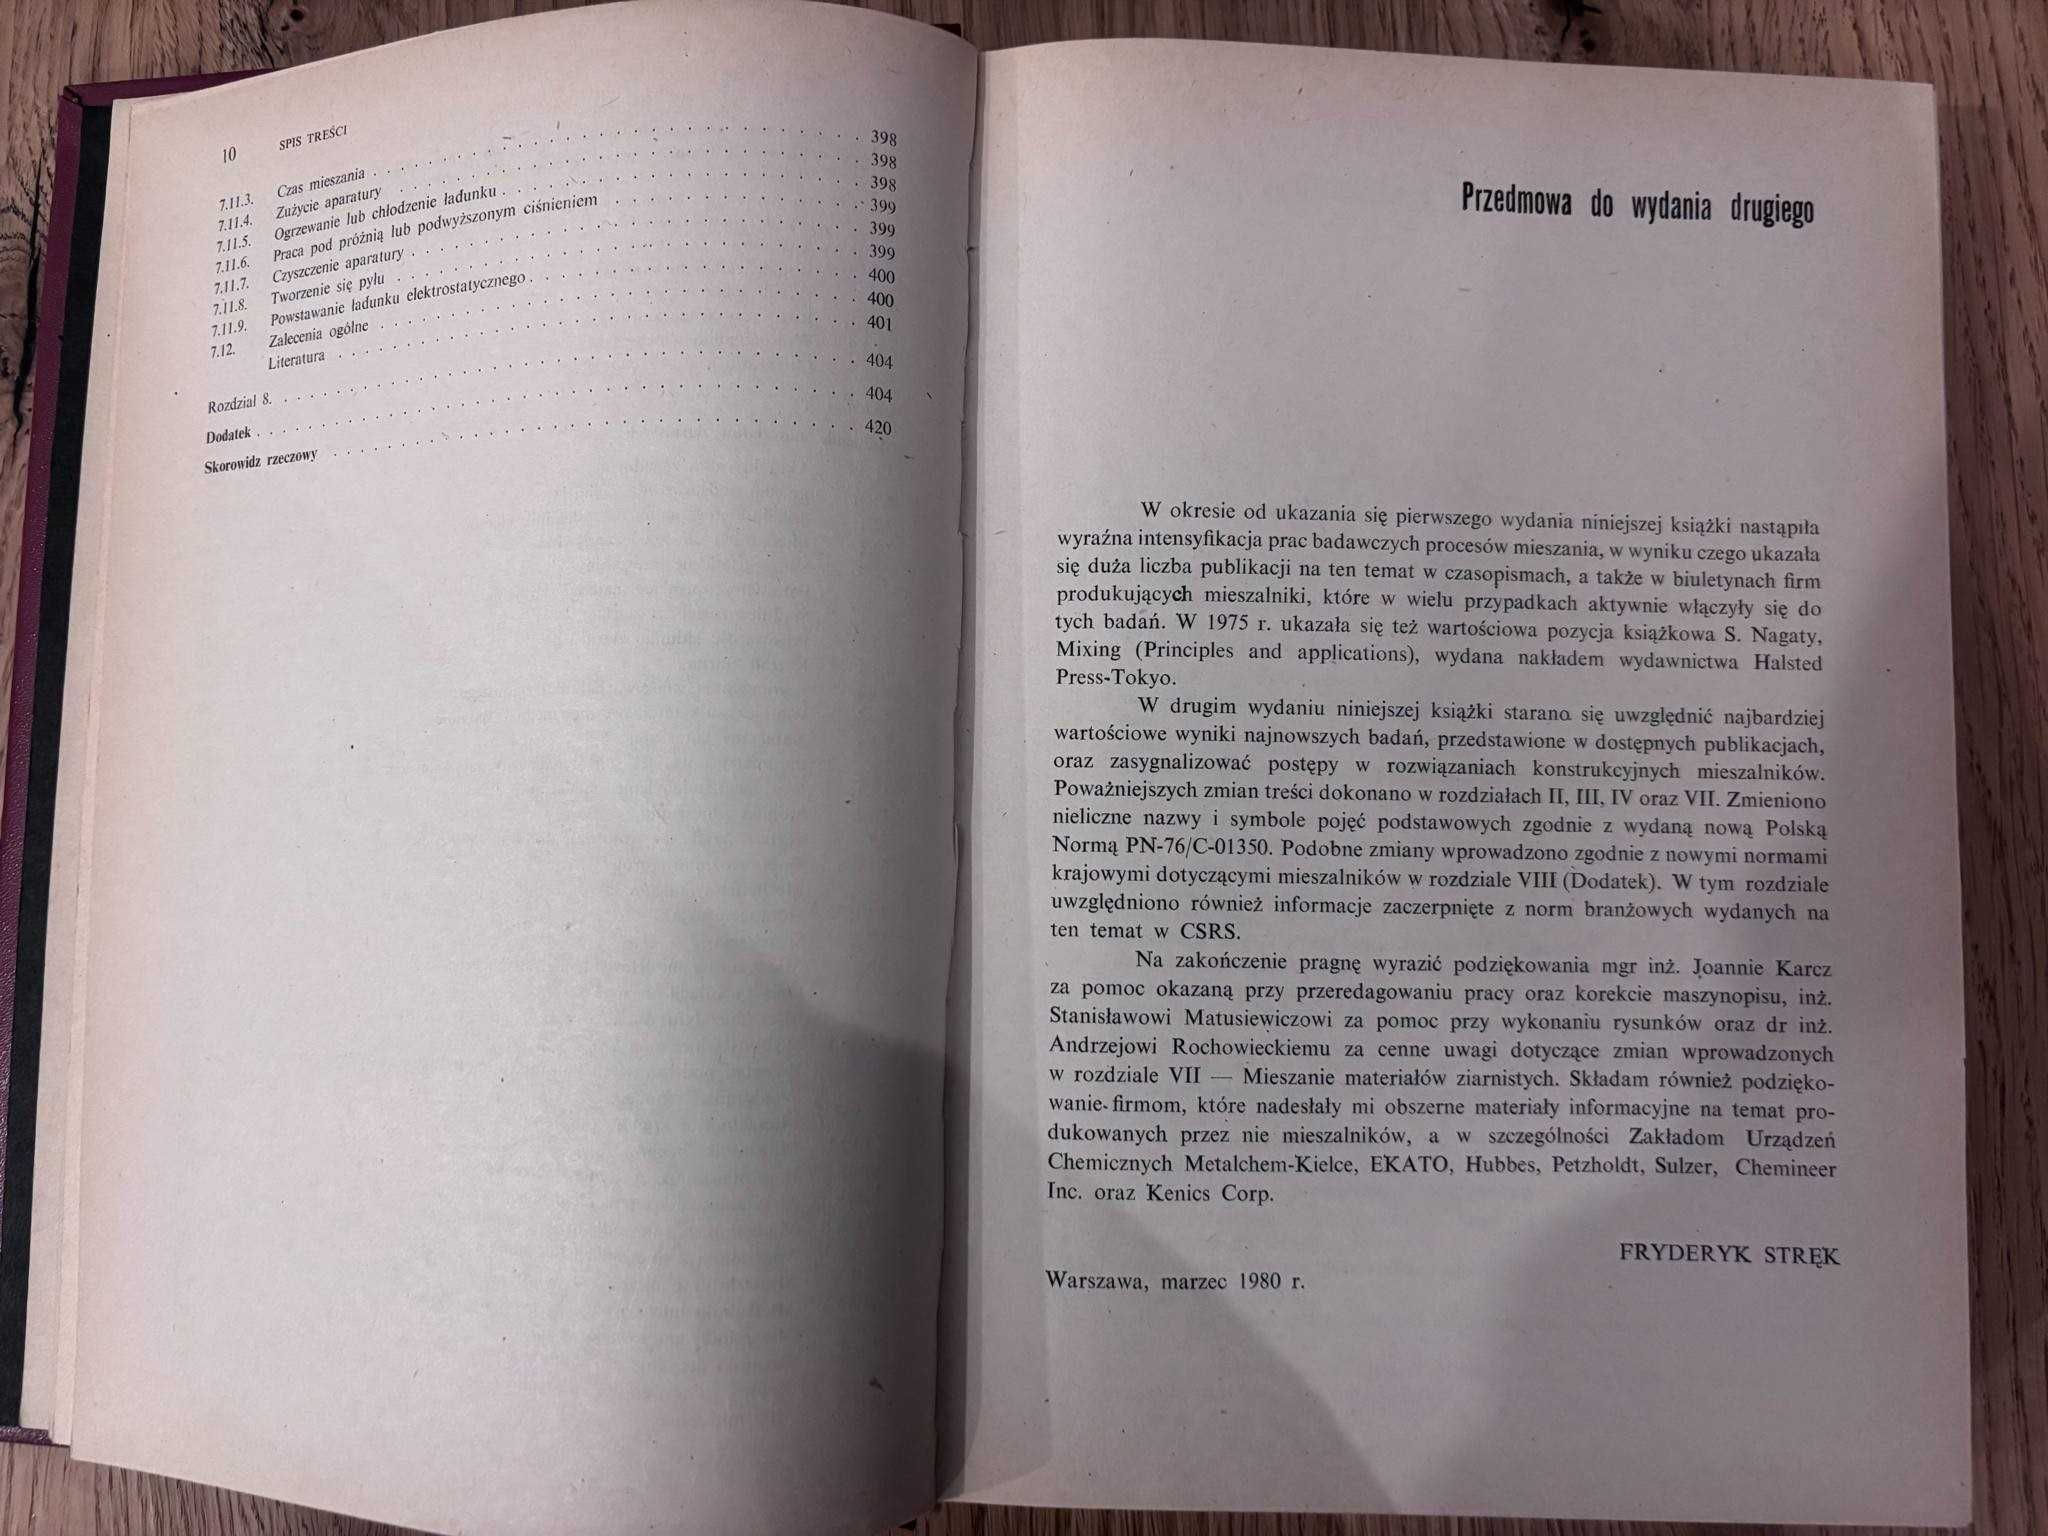 10 SPIS TREŚCI
7.11.3. Czas mieszania . . . . . . . . . . . . . . . . . . . . . . . . . . . . . . 398
7.11.4. Zużycie aparatury . . . . . . . . . . . . . . . . . . . . . . . . . . . . . . 398
7.11.5. Ogrzewanie lub chłodzenie ładunku . . . . . . . . . . . . . . . . . . . . . . . . 398
7.11.6. Praca pod próżnią lub podwyższonym ciśnieniem . . . . . . . . . . . . . . . . . . 399
7.11.7. Czyszczenie aparatury . . . . . . . . . . . . . . . . . . . . . . . . . . . . . . 399
7.11.8. Tworzenie się pyłu . . . . . . . . . . . . . . . . . . . . . . . . . . . . . . 399
7.11.9. Powstawanie ładunku elektrostatycznego . . . . . . . . . . . . . . . . . . . . . . 400
7.12. Zalecenia ogólne . . . . . . . . . . . . . . . . . . . . . . . . . . . . . . 400
Literatura . . . . . . . . . . . . . . . . . . . . . . . . . . . . . . 401
Rozdział 8. . . . . . . . . . . . . . . . . . . . . . . . . . . . . . 404
Dodatek . . . . . . . . . . . . . . . . . . . . . . . . . . . . . . 404
Skorowidz rzeczowy . . . . . . . . . . . . . . . . . . . . . . . . . . . . . . 420
Przedmowa do wydania drugiego
W okresie od ukazania się pierwszego wydania niniejszej książki nastąpiła
wyraźna intensyfikacja prac badawczych procesów mieszania, w wyniku czego ukazała
się duża liczba publikacji na ten temat w czasopismach, a także w biuletynach firm
produkujących mieszalniki, które w wielu przypadkach aktywnie włączyły się do
tych badań. W 1975 r. ukazała się też wartościowa pozycja książkowa S. Nagaty,
Mixing (Principles and applications), wydana nakładem wydawnictwa Halsted
Press-Tokyo.
W drugim wydaniu niniejszej książki starano się uwzględnić najbardziej
wartościowe wyniki najnowszych badań, przedstawione w dostępnych publikacjach,
oraz zasygnalizować postępy w rozwiązaniach konstrukcyjnych mieszalników.
Poważniejszych zmian treści dokonano w rozdziałach II, III, IV oraz VII. Zmieniono
nieliczne nazwy i symbole pojęć podstawowych zgodnie z wydaną nową Polską
Normą PN-76/C-01350. Podobne zmiany wprowadzono zgodnie z nowymi normami
krajowymi dotyczącymi mieszalników w rozdziale VIII (Dodatek). W tym rozdziale
uwzględniono również informacje zaczerpnięte z norm branżowych wydanych na
ten temat w CSRS.
Na zakończenie pragnę wyrazić podziękowania mgr inż. Joannie Karcz
za pomoc okazaną przy przeredagowaniu pracy oraz korekcie maszynopisu, inż.
Stanisławowi Matusiewiczowi za pomoc przy wykonaniu rysunków oraz dr inż.
Andrzejowi Rochowieckiemu za cenne uwagi dotyczące zmian wprowadzonych
w rozdziale VII — Mieszanie materiałów ziarnistych. Składam również podzięko-
wanie firmom, które nadesłały mi obszerne materiały informacyjne na temat pro-
dukowanych przez nie mieszalników, a w szczególności Zakładom Urządzeń
Chemicznych Metalchem-Kielce, EKATO, Hubbes, Petzholdt, Sulzer, Chemineer
Inc. oraz Kenics Corp.
FRYDERYK STRĘK
Warszawa, marzec 1980 r.